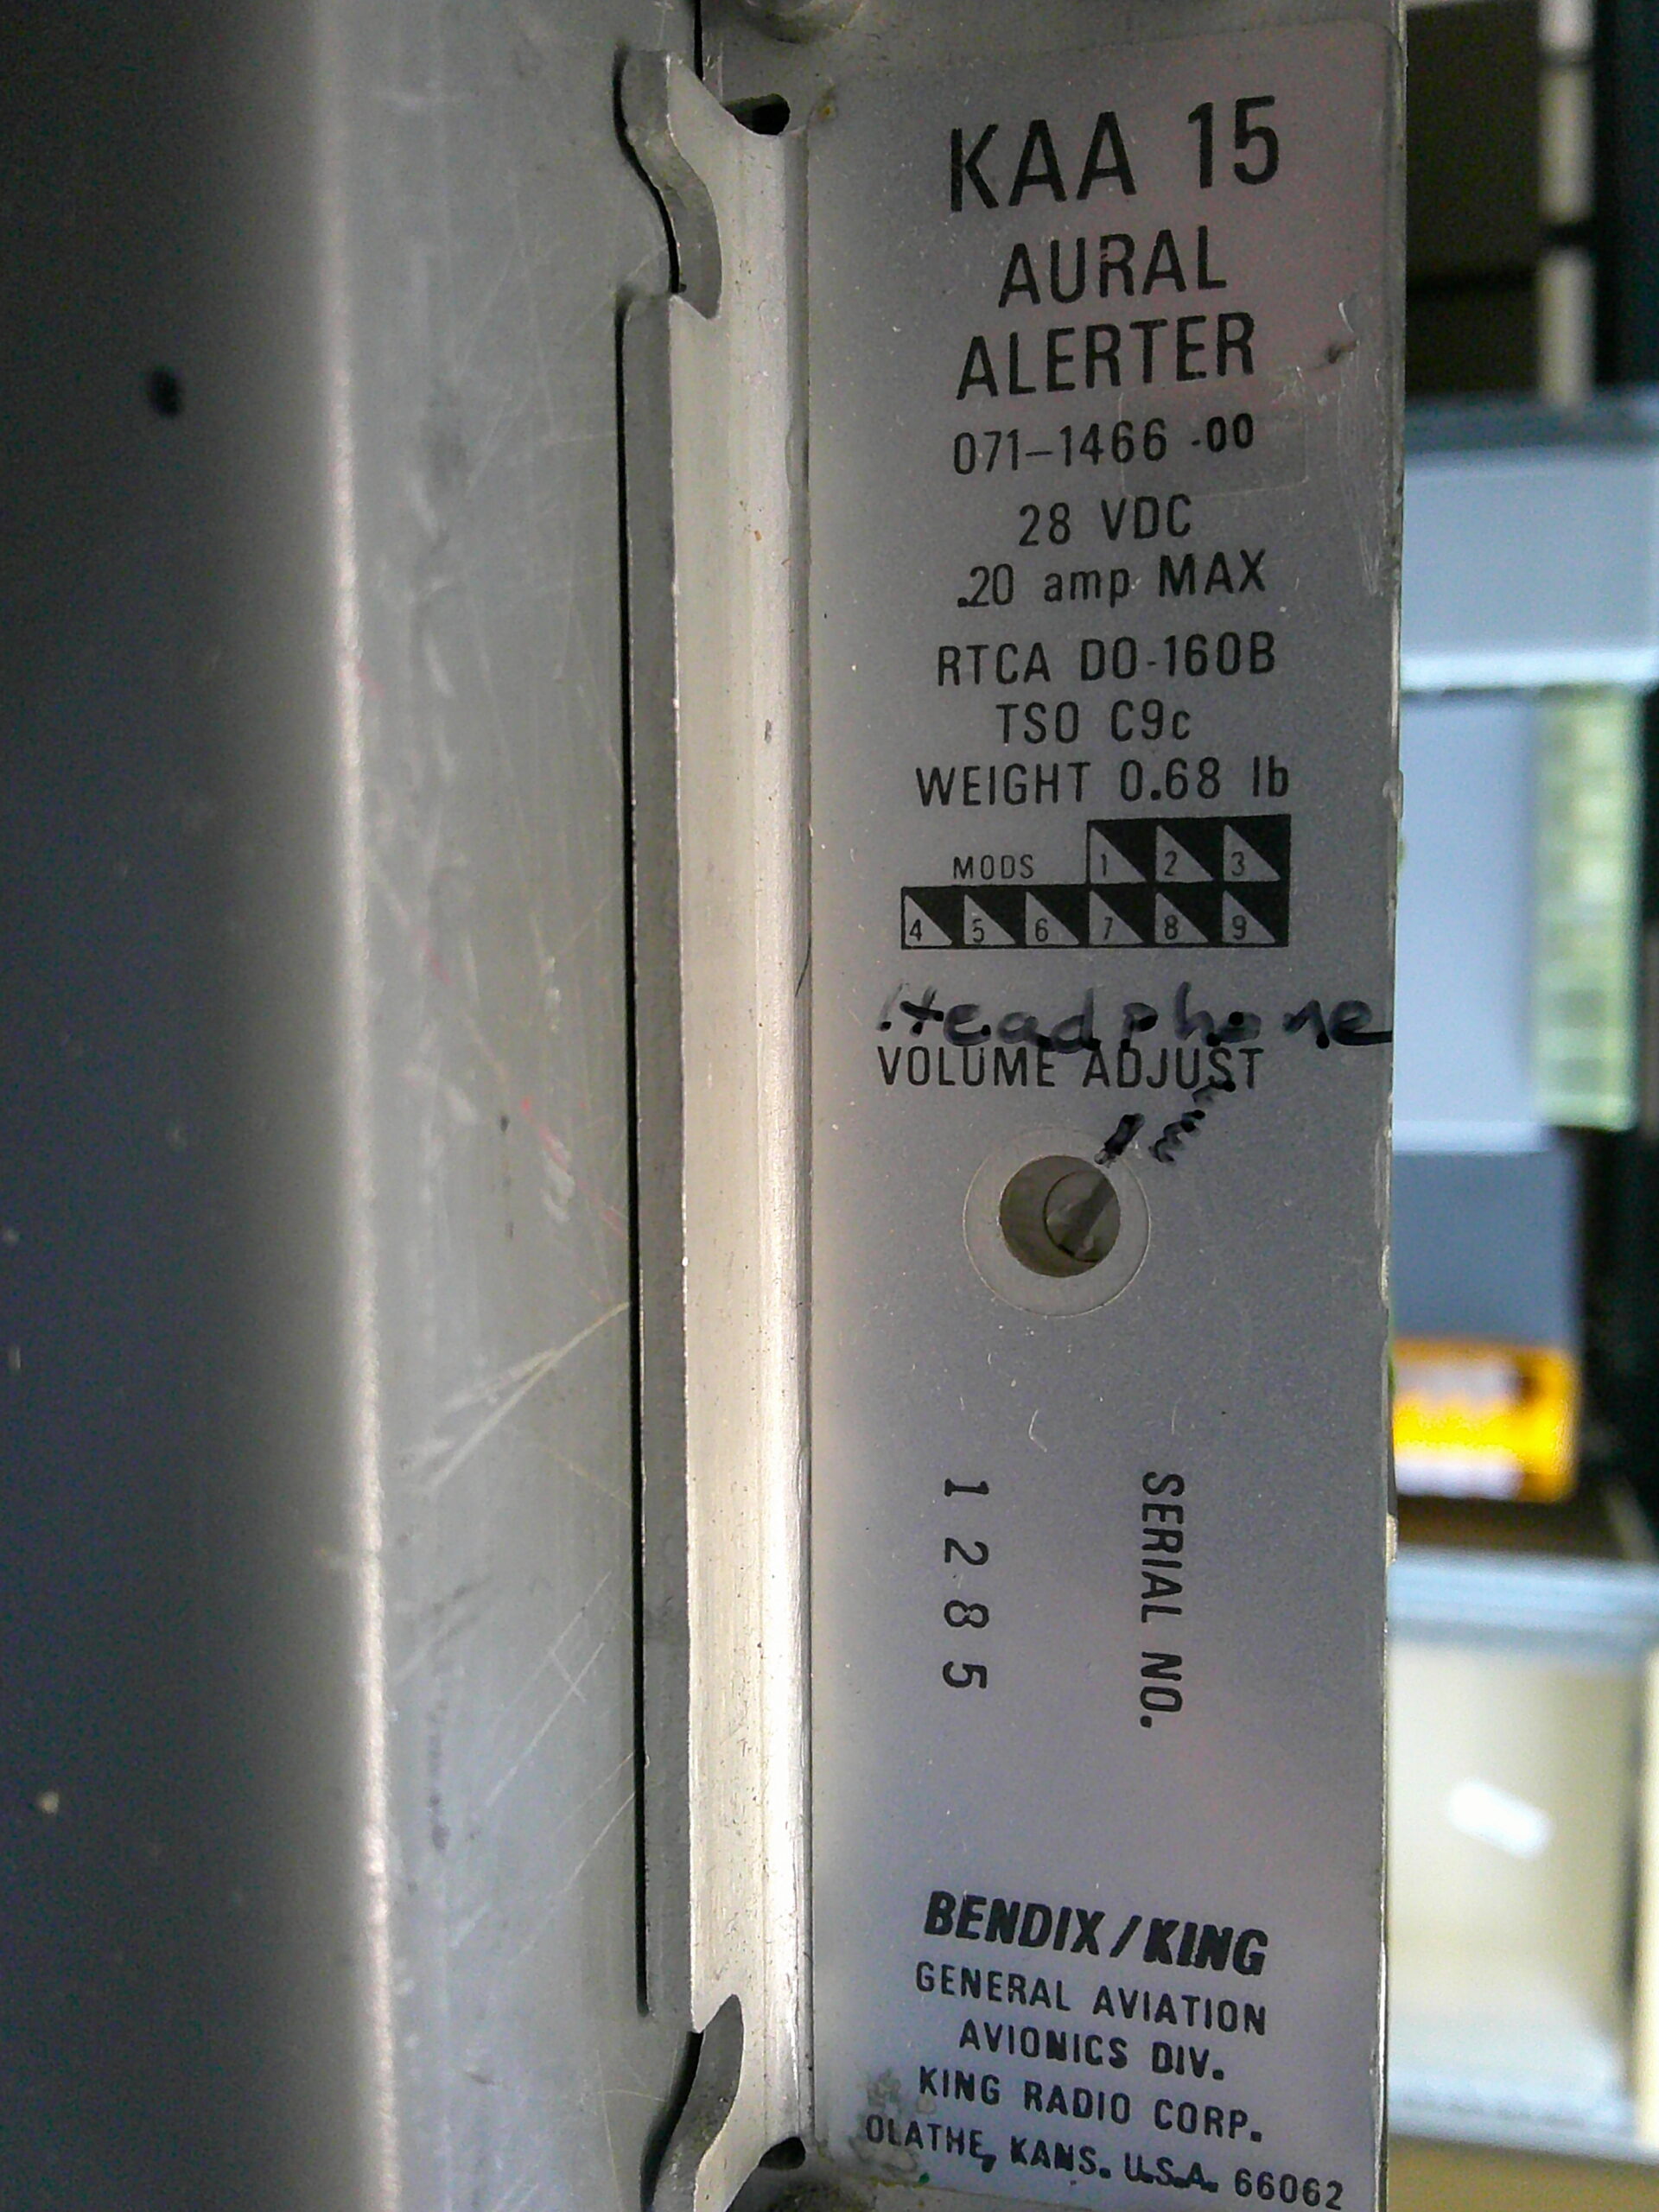 KAA 15
AURAL
ALERTER
071-1466 -00
28 VDC
.20 amp MAX
RTCA DO-160B
TSO C9c
WEIGHT 0.68 lb
MODS 1 2 3
4 5 6 7 8 9
Headphone
VOLUME ADJUST
SERIAL NO.
1285
BENDIX/KING
GENERAL AVIATION
AVIONICS DIV.
KING RADIO CORP.
OLATHE, KANS. U.S.A. 66062